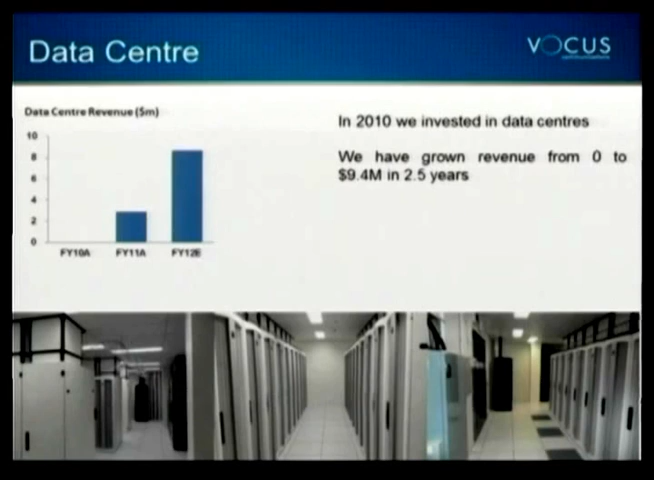 Data Centre
VOCUS
communications
Data Centre Revenue ($m)
10
8
6
4
2
0
FY10A FY11A FY12E
In 2010 we invested in data centres
We have grown revenue from 0 to
$9.4M in 2.5 years